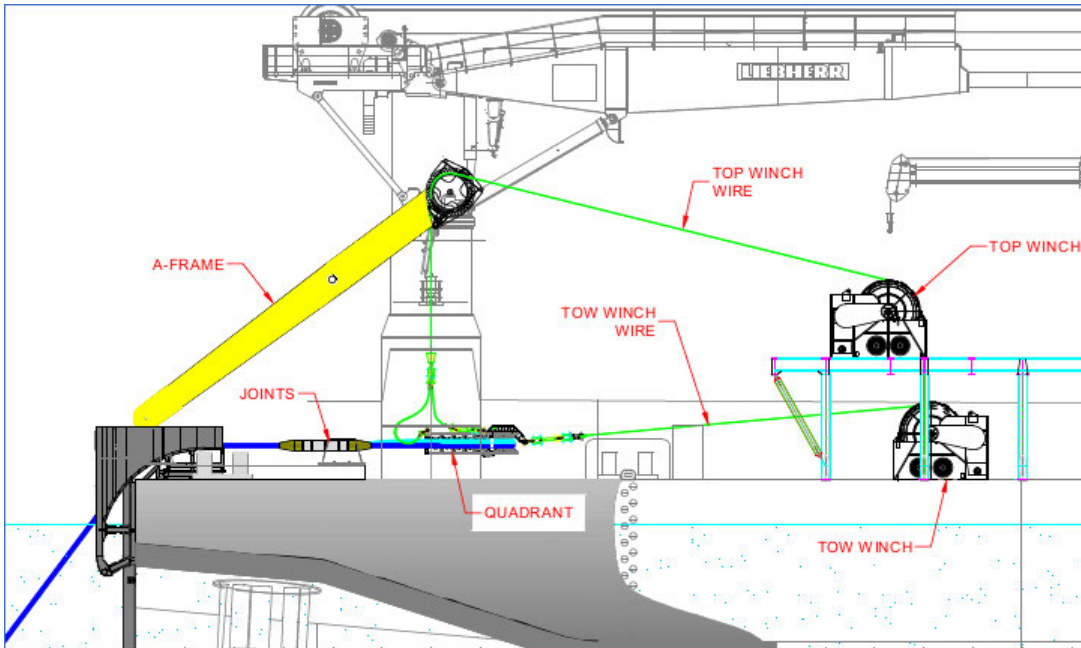 LIEBHERR
TOP WINCH
WIRE
TOP WINCH
A-FRAME
TOW WINCH
WIRE
JOINTS
QUADRANT
TOW WINCH